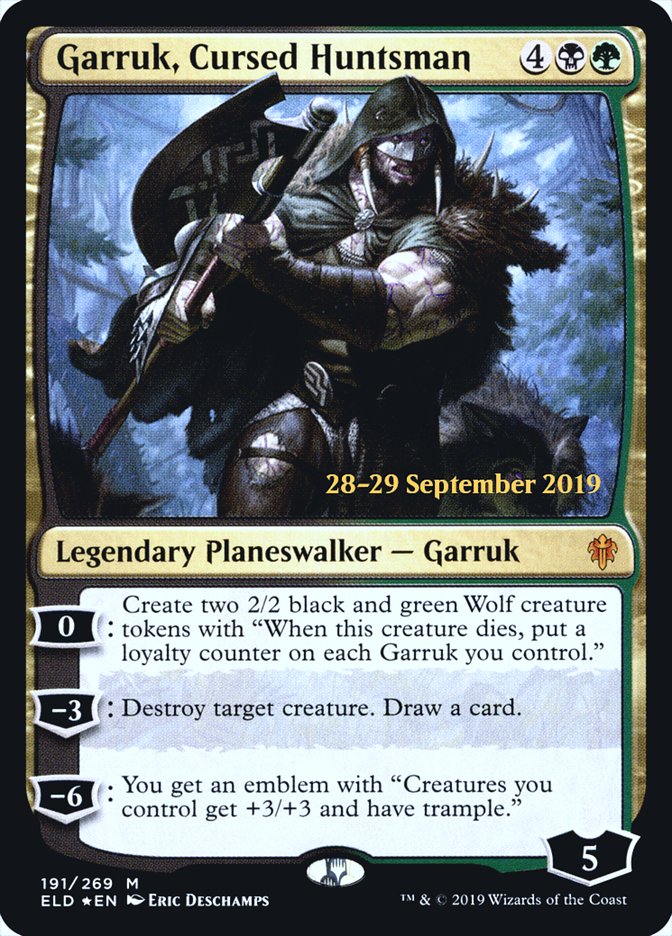 Garruk, Cursed Huntsman 4
28–29 September 2019
Legendary Planeswalker — Garruk
0 : Create two 2/2 black and green Wolf creature
tokens with “When this creature dies, put a
loyalty counter on each Garruk you control.”
−3 : Destroy target creature. Draw a card.
−6 : You get an emblem with “Creatures you
control get +3/+3 and have trample.”
5
191/269 M
ELD ★ EN Eric Deschamps
™ & © 2019 Wizards of the Coast